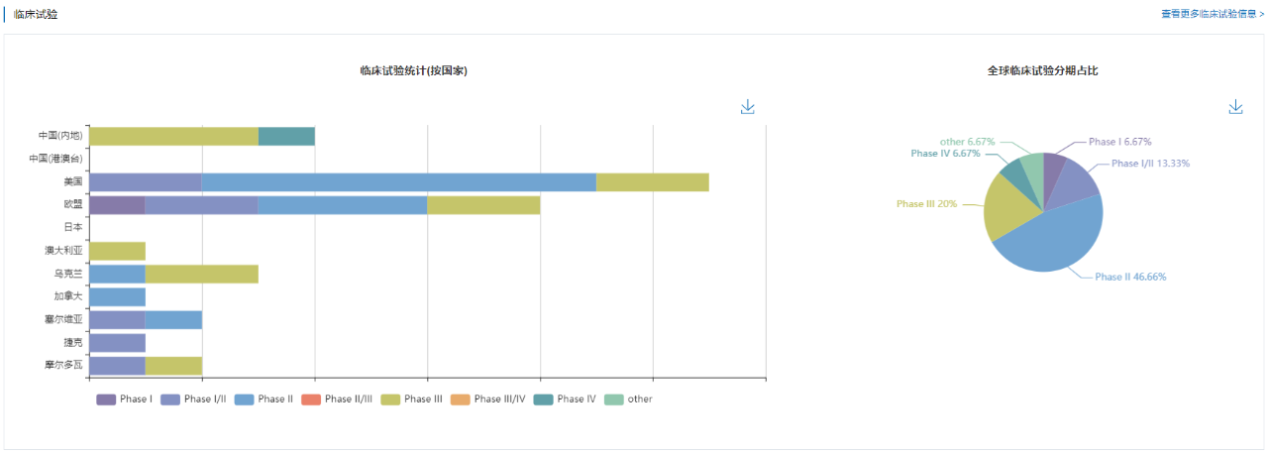 临床试验
查看更多临床试验信息 >
临床试验统计(按国家)
中国(内地)
中国(港澳台)
美国
欧盟
日本
澳大利亚
乌克兰
加拿大
塞尔维亚
捷克
摩尔多瓦
Phase I Phase I/II Phase II Phase II/III Phase III Phase III/IV Phase IV other
全球临床试验分期占比
other 6.67%
Phase I 6.67%
Phase IV 6.67%
Phase I/II 13.33%
Phase III 20%
Phase II 46.66%